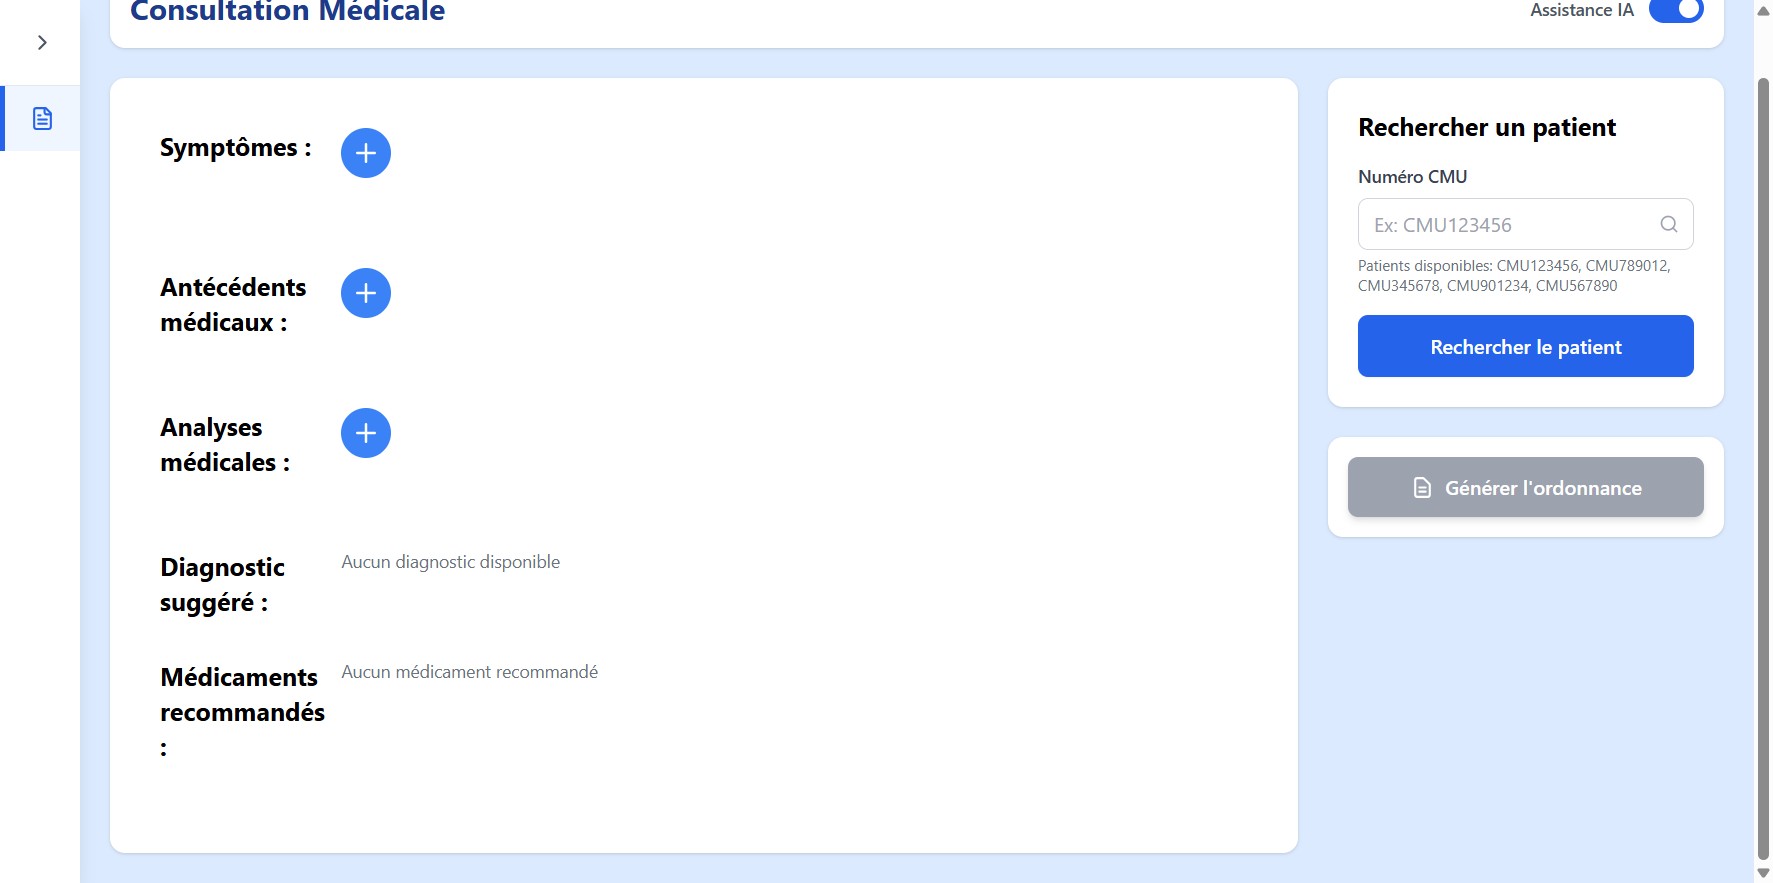 Consultation Médicale
Assistance IA
Symptômes :
Antécédents
médicaux :
Analyses
médicales :
Diagnostic
suggéré :
Aucun diagnostic disponible
Médicaments
recommandés
:
Aucun médicament recommandé
Rechercher un patient
Numéro CMU
Ex: CMU123456
Patients disponibles: CMU123456, CMU789012,
CMU345678, CMU901234, CMU567890
Rechercher le patient
Générer l'ordonnance